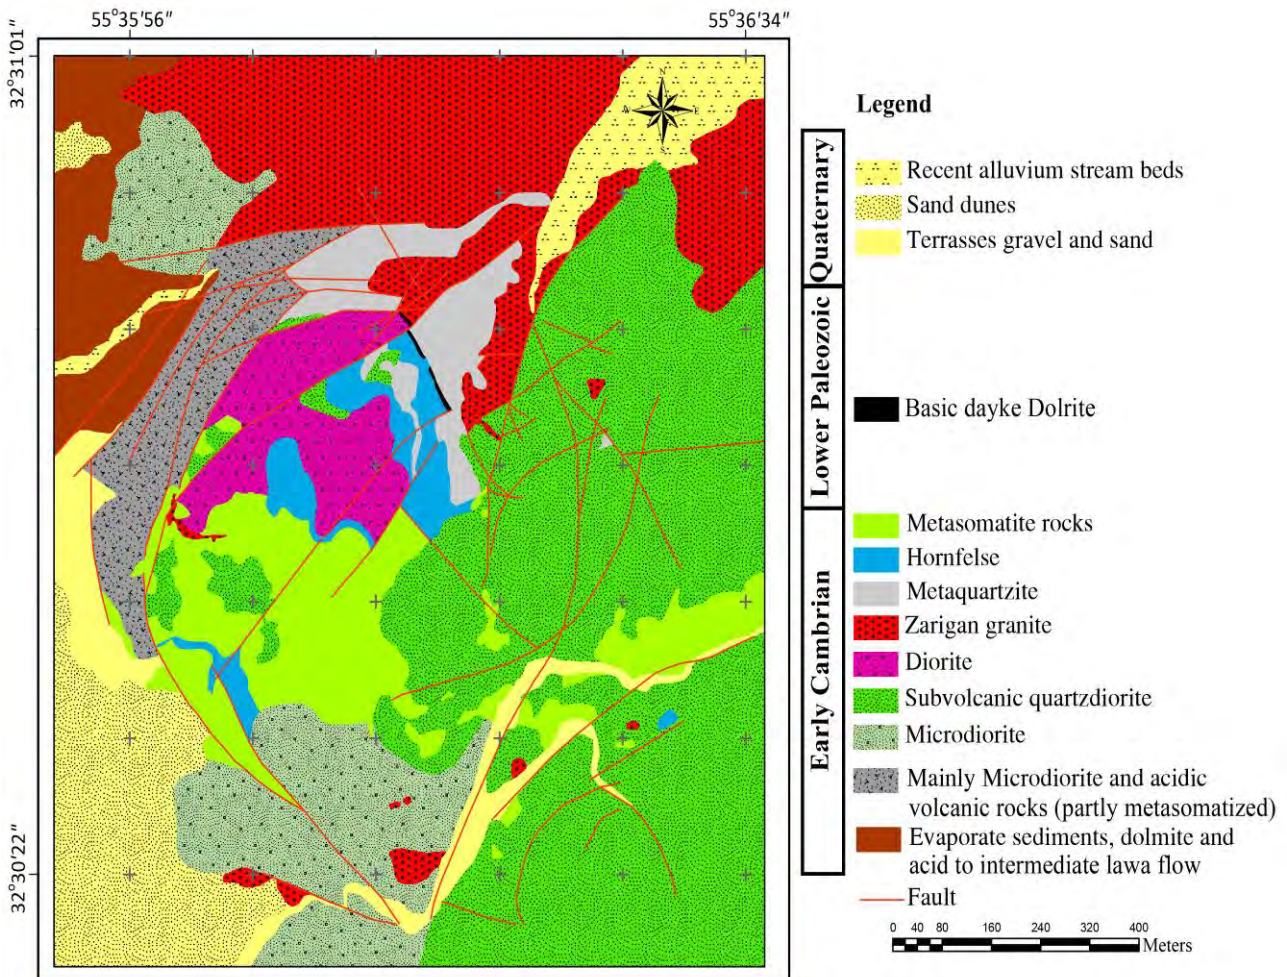 55°35′56″
55°36′34″
32°31′01″
32°30′22″
N
W
E
S
Quaternary
Lower Paleozoic
Early Cambrian
Legend
Recent alluvium stream beds
Sand dunes
Terrasses gravel and sand
Basic dayke Dolrite
Metasomatite rocks
Hornfelse
Metaquartzite
Zarigan granite
Diorite
Subvolcanic quartzdiorite
Microdiorite
Mainly Microdiorite and acidic
volcanic rocks (partly metasomatized)
Evaporate sediments, dolmite and
acid to intermediate lawa flow
Fault
0 40 80 160 240 320 400
Meters